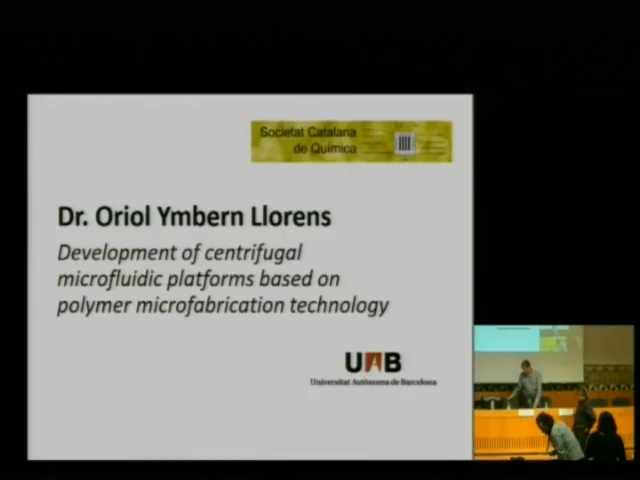 Societat Catalana
de Química
Dr. Oriol Ymbern Llorens
Development of centrifugal
microfluidic platforms based on
polymer microfabrication technology
UAB
Universitat Autònoma de Barcelona